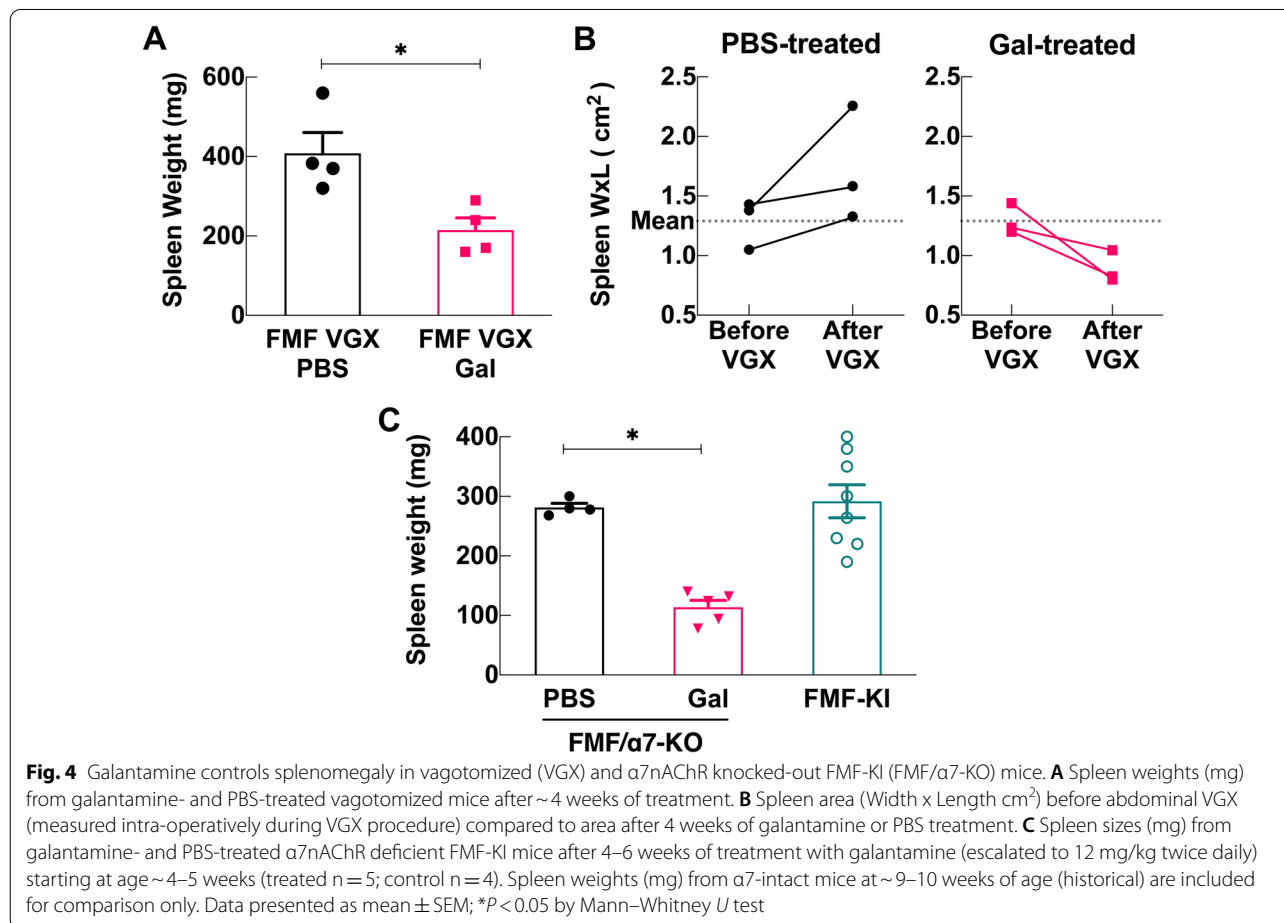 A
*
Spleen Weight (mg)
600
400
200
0
FMF VGX
PBS
FMF VGX
Gal
B
PBS-treated
Gal-treated
Spleen WxL ( cm²)
2.5
2.0
1.5
Mean
1.0
0.5
Before
VGX
After
VGX
2.5
2.0
1.5
1.0
0.5
Before
VGX
After
VGX
C
*
Spleen weight (mg)
400
300
200
100
0
PBS
Gal
FMF-KI
FMF/α7-KO
Fig. 4 Galantamine controls splenomegaly in vagotomized (VGX) and α7nAChR knocked-out FMF-KI (FMF/α7-KO) mice. A Spleen weights (mg)
from galantamine- and PBS-treated vagotomized mice after ~ 4 weeks of treatment. B Spleen area (Width x Length cm²) before abdominal VGX
(measured intra-operatively during VGX procedure) compared to area after 4 weeks of galantamine or PBS treatment. C Spleen sizes (mg) from
galantamine- and PBS-treated α7nAChR deficient FMF-KI mice after 4–6 weeks of treatment with galantamine (escalated to 12 mg/kg twice daily)
starting at age ~ 4–5 weeks (treated n = 5; control n = 4). Spleen weights (mg) from α7-intact mice at ~ 9–10 weeks of age (historical) are included
for comparison only. Data presented as mean ± SEM; *P < 0.05 by Mann–Whitney U test